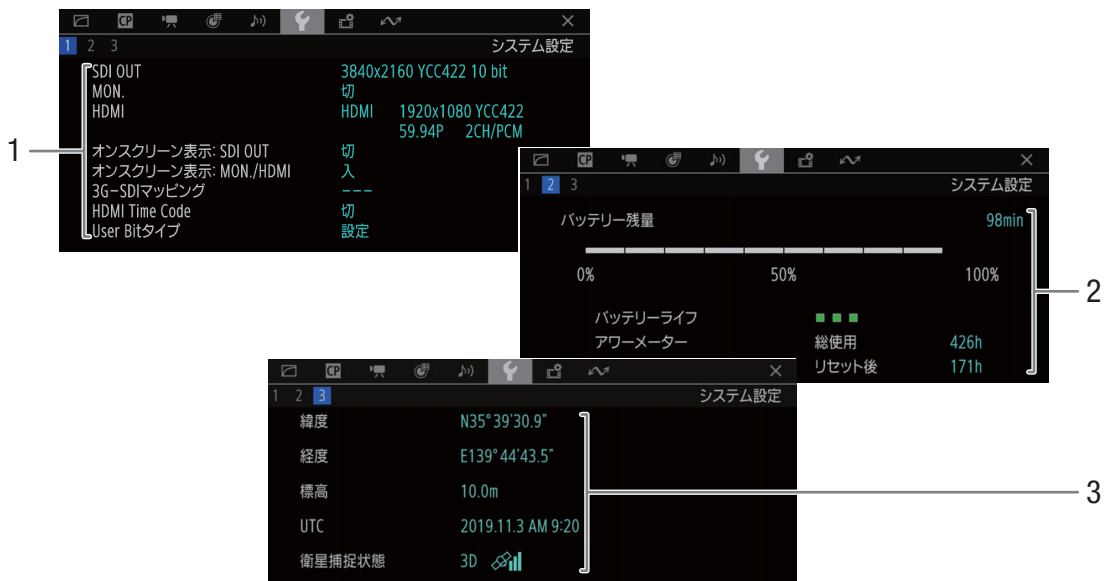 CP
1 2 3 システム設定
SDI OUT 3840x2160 YCC422 10 bit
MON. 切
HDMI HDMI 1920x1080 YCC422
59.94P 2CH/PCM
オンスクリーン表示: SDI OUT 切
オンスクリーン表示: MON./HDMI 入
3G-SDIマッピング ---
HDMI Time Code 切
User Bitタイプ 設定
1
CP
1 2 3 システム設定
バッテリー残量 98min
0% 50% 100%
バッテリーライフ
アワーメーター 総使用 426h
リセット後 171h
2
CP
1 2 3 システム設定
緯度 N35°39'30.9"
経度 E139°44'43.5"
標高 10.0m
UTC 2019.11.3 AM 9:20
衛星捕捉状態 3D
3